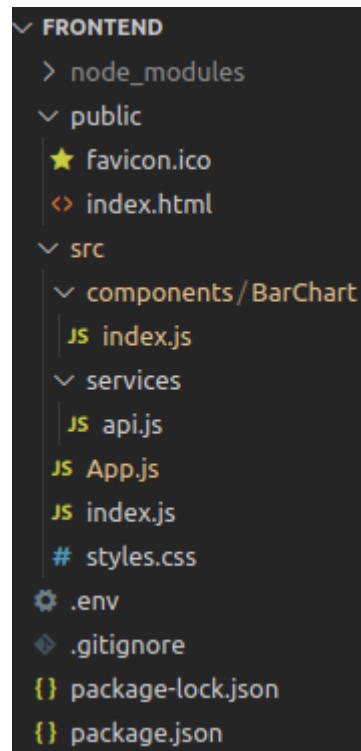 FRONTEND
node_modules
public
favicon.ico
<> index.html
src
components/BarChart
JS index.js
services
JS api.js
JS App.js
JS index.js
# styles.css
.env
.gitignore
{} package-lock.json
{} package.json